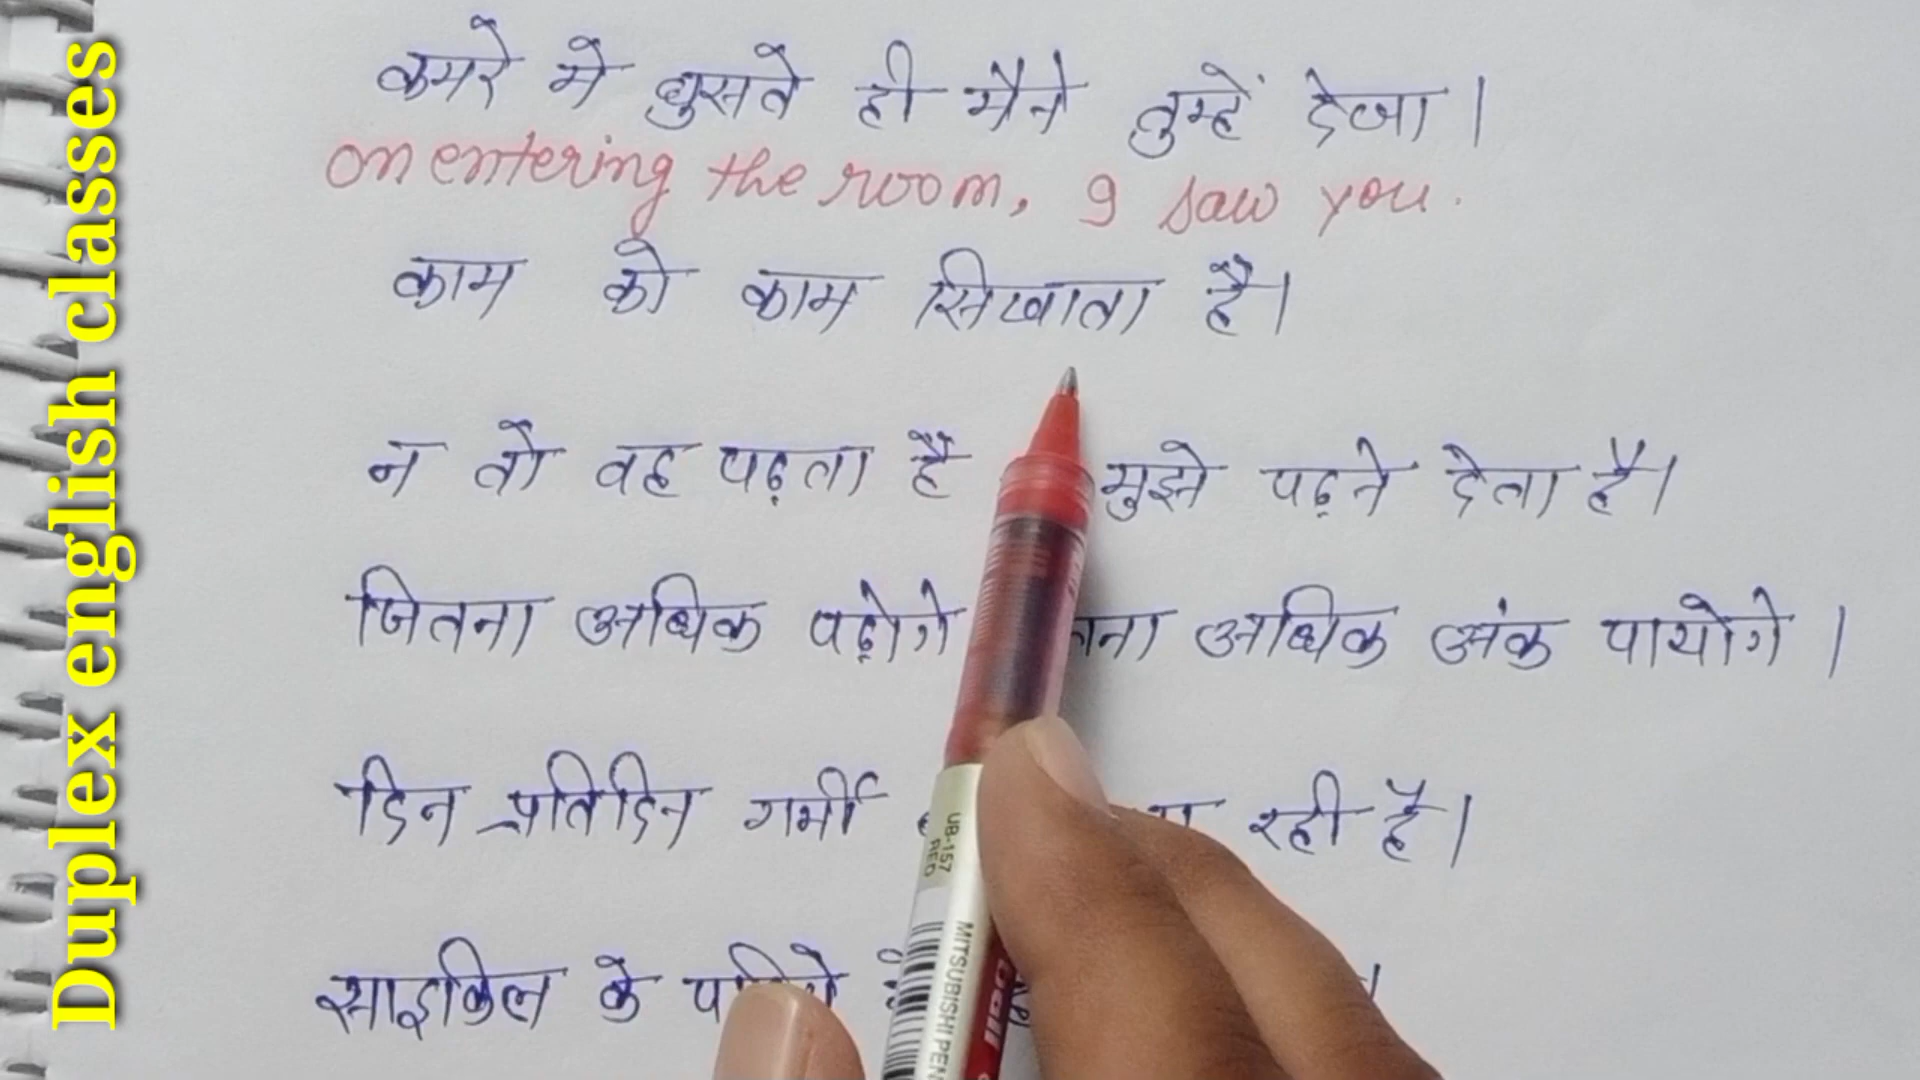 Duplex english classes
कमरे में घुसते ही मैने तुम्हें देखा।
on entering the room, I saw you.
काम को काम सिखाता है।
न तो वह पढ़ता है मुझे पढ़ने देता है।
जितना अधिक पढ़ोगे अधिक अंक पायोगे।
दिन प्रतिदिन गर्मी रही है।
साइकिल के
UB-157
RED
MITSUBISHI PEN